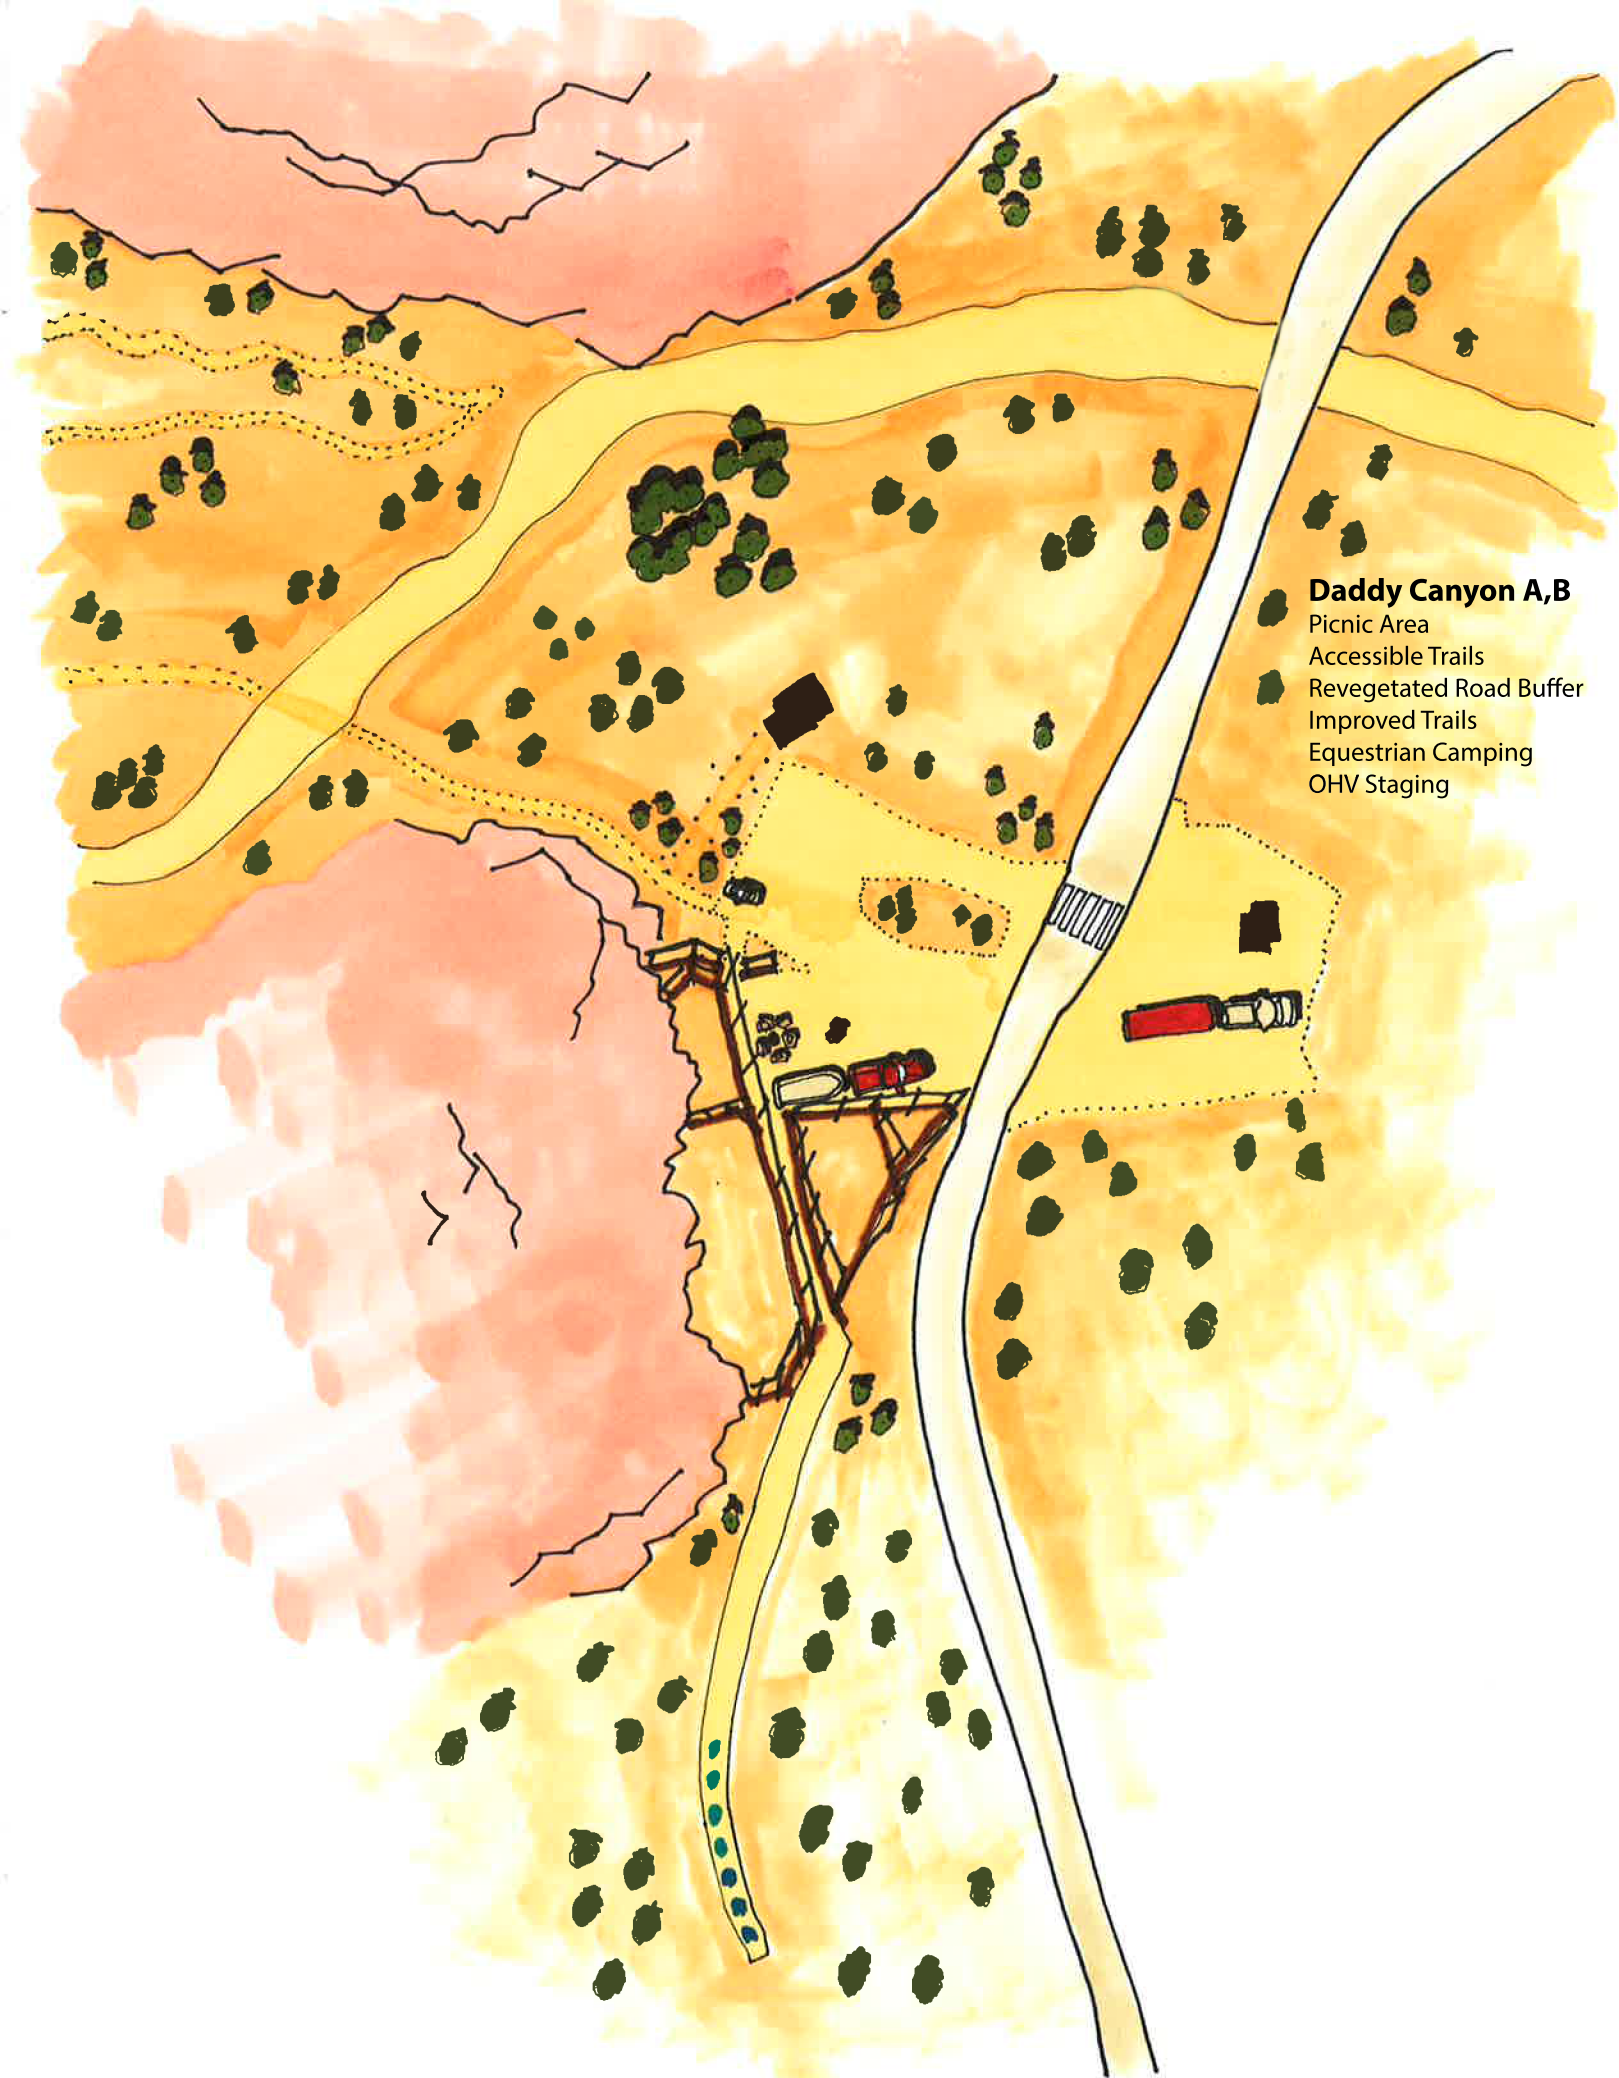 Daddy Canyon A,B
Picnic Area
Accessible Trails
Revegetated Road Buffer
Improved Trails
Equestrian Camping
OHV Staging